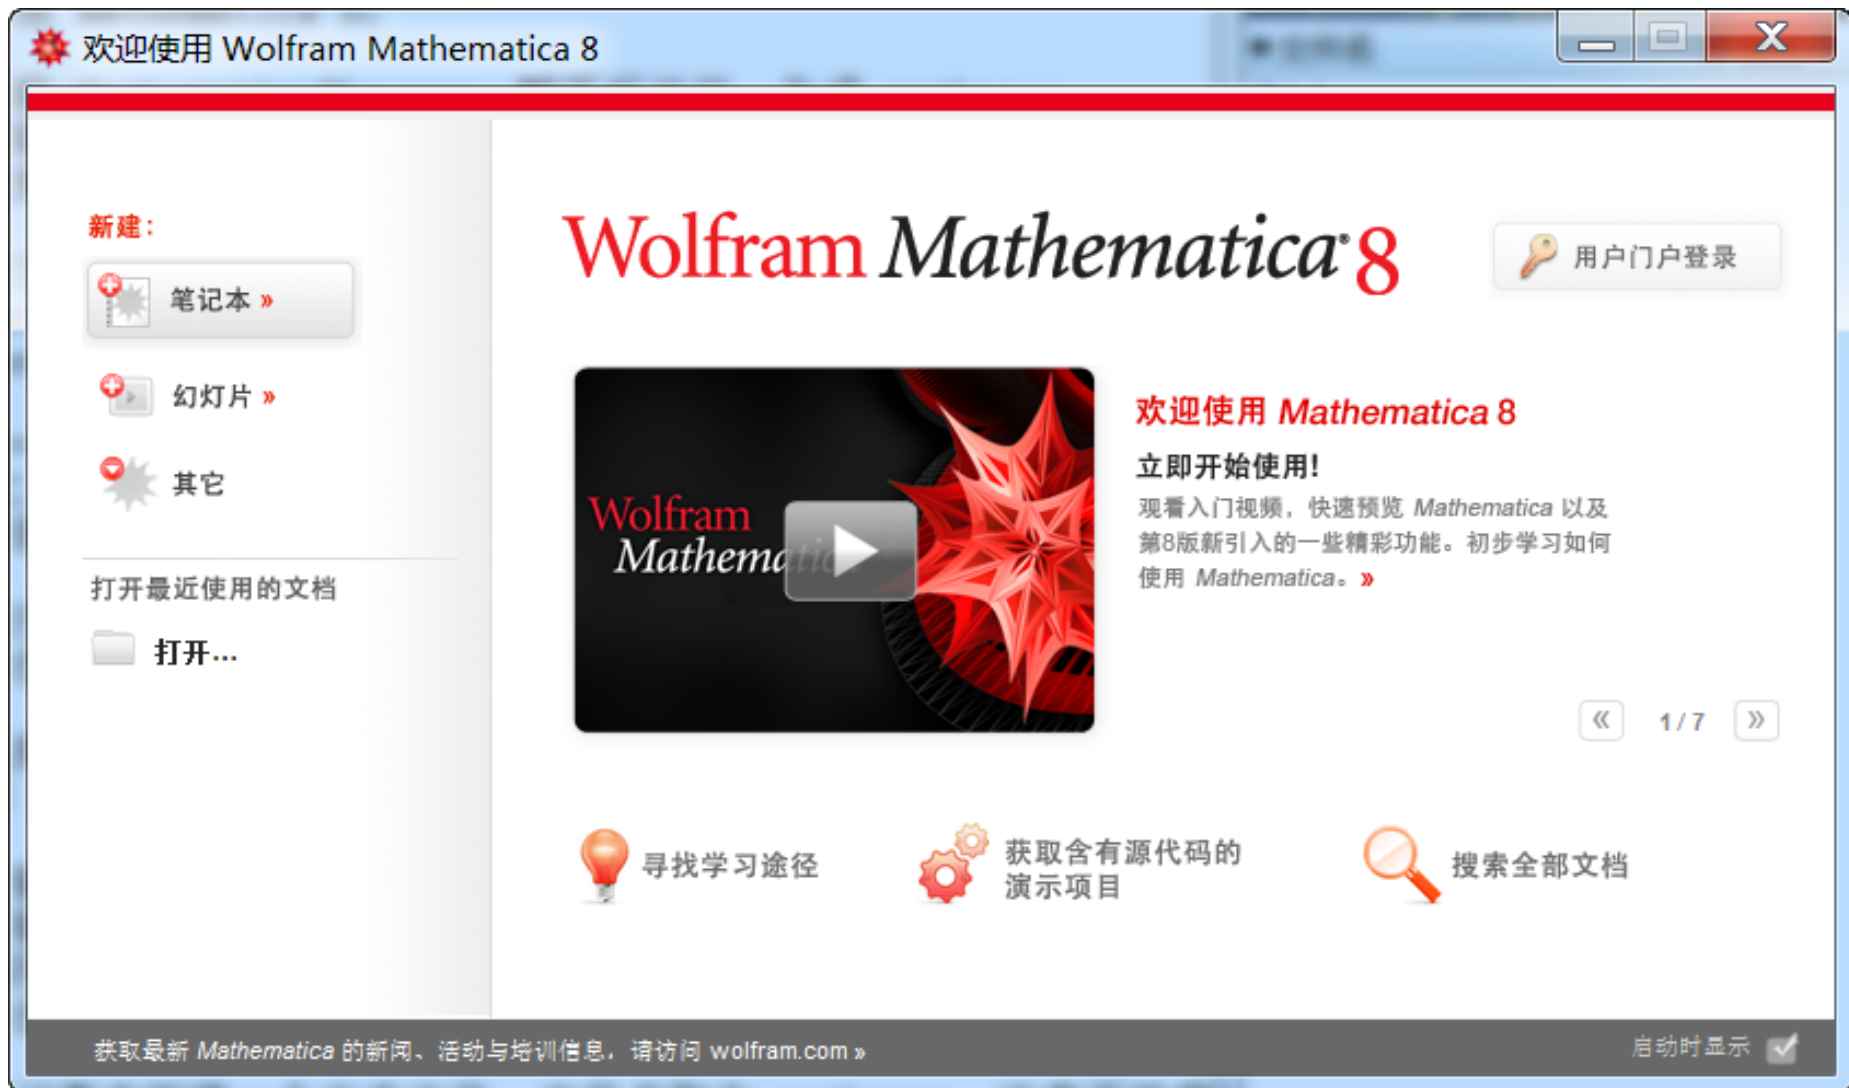 欢迎使用 Wolfram Mathematica 8
新建：
笔记本 »
幻灯片 »
其它
打开最近使用的文档
打开...
Wolfram Mathematica® 8
用户门户登录
Wolfram
Mathematic
欢迎使用 Mathematica 8
立即开始使用！
观看入门视频，快速预览 Mathematica 以及
第8版新引入的一些精彩功能。初步学习如何
使用 Mathematica。»
« 1 / 7 »
寻找学习途径
获取含有源代码的
演示项目
搜索全部文档
获取最新 Mathematica 的新闻、活动与培训信息，请访问 wolfram.com »
启动时显示